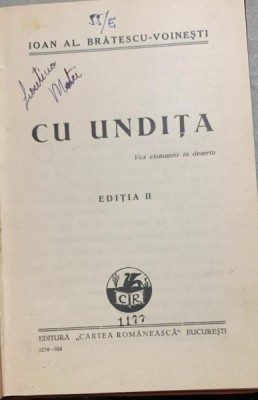 55/E
IOAN AL. BRĂTESCU-VOINEȘTI
CU UNDIȚA
Vox clamantis in deserto
EDIȚIA II
CR
1177
EDITURA „CARTEA ROMÂNEASCĂ” BUCUREȘTI